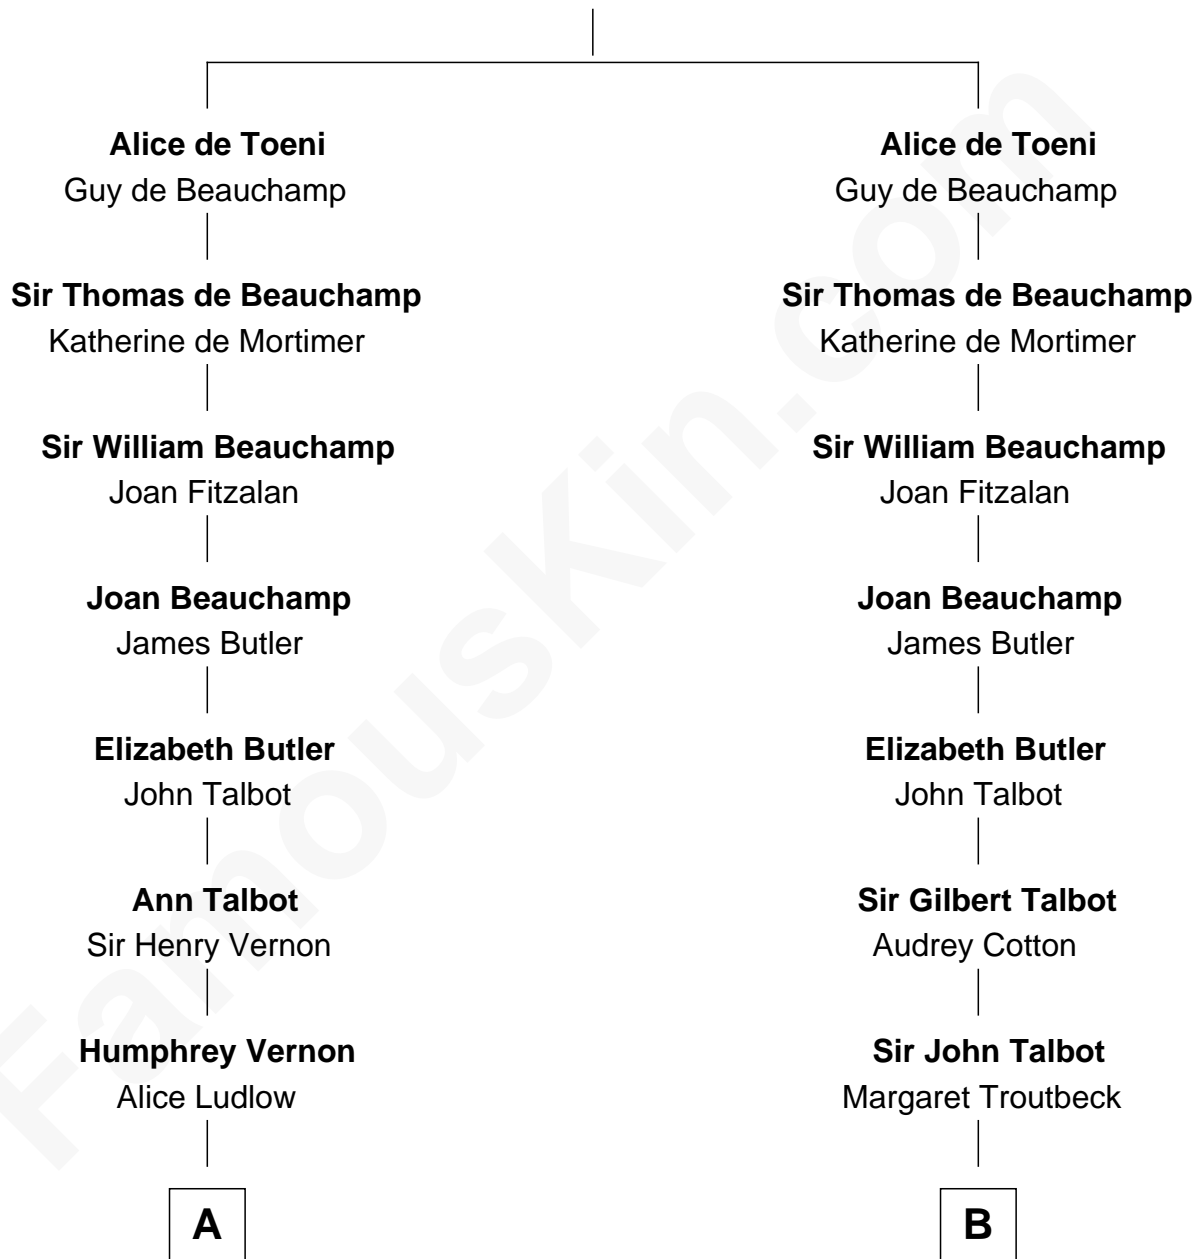 Alice de Toeni
Guy de Beauchamp
Sir Thomas de Beauchamp
Katherine de Mortimer
Sir William Beauchamp
Joan Fitzalan
Joan Beauchamp
James Butler
Elizabeth Butler
John Talbot
Ann Talbot
Sir Henry Vernon
Humphrey Vernon
Alice Ludlow
A
Alice de Toeni
Guy de Beauchamp
Sir Thomas de Beauchamp
Katherine de Mortimer
Sir William Beauchamp
Joan Fitzalan
Joan Beauchamp
James Butler
Elizabeth Butler
John Talbot
Sir Gilbert Talbot
Audrey Cotton
Sir John Talbot
Margaret Troutbeck
B
FamousKin.com